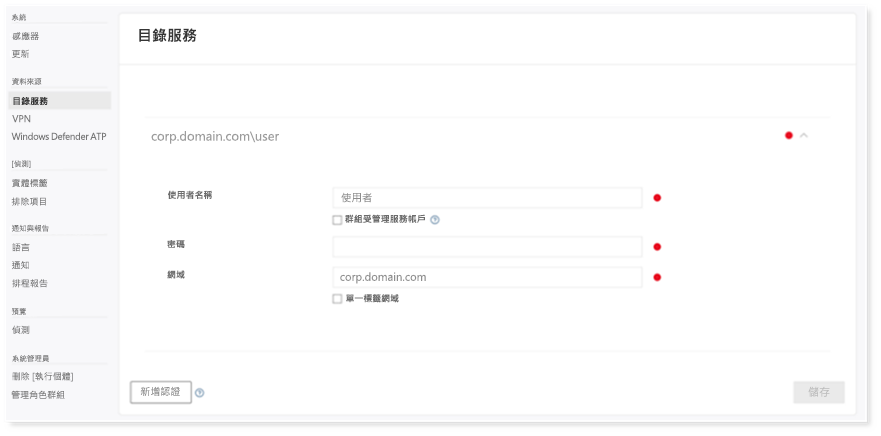 系統
感應器
更新
資料來源
目錄服務
VPN
Windows Defender ATP
[偵測]
實體標籤
排除項目
通知與報告
語言
通知
排程報告
預覽
偵測
系統管理員
刪除 [執行個體]
管理角色群組
目錄服務
corp.domain.com\user
使用者名稱
使用者
群組受管理服務帳戶
密碼
網域
corp.domain.com
單一標籤網域
新增認證
儲存